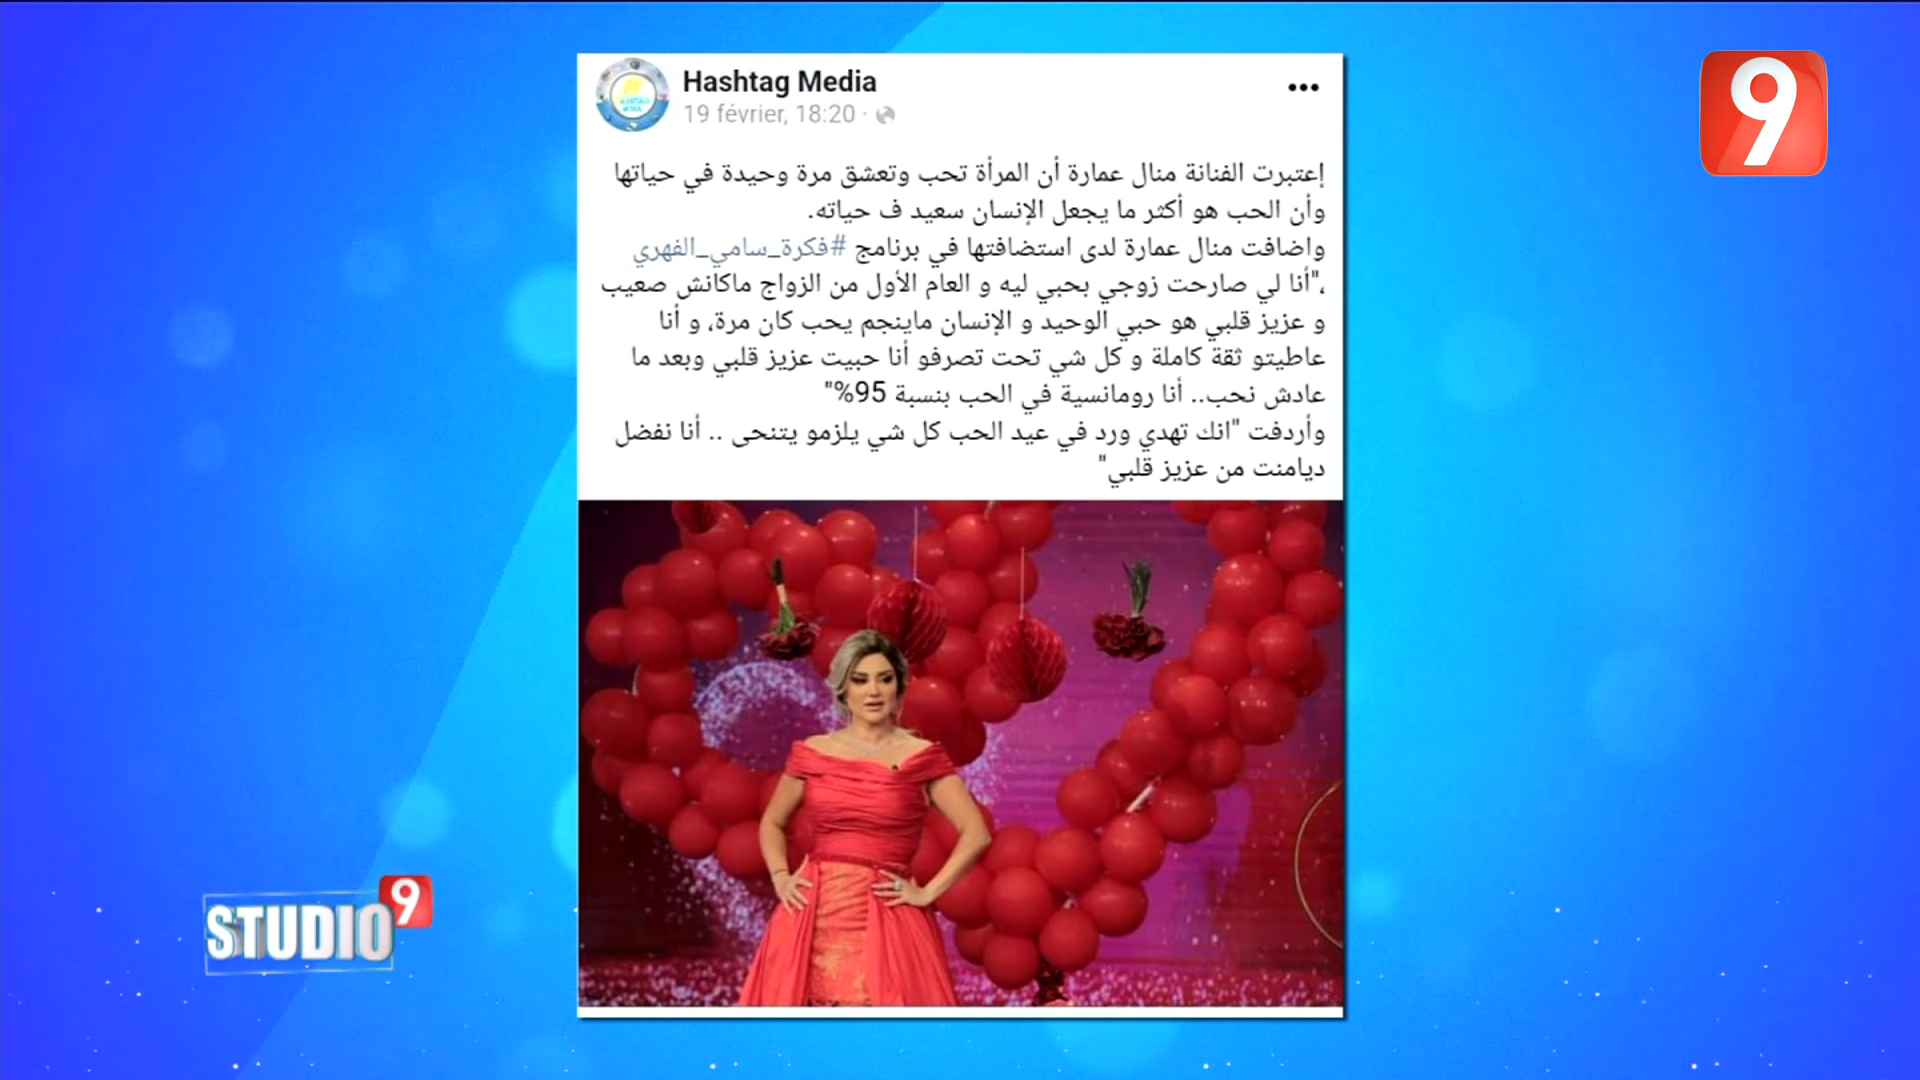 Hashtag Media
19 février, 18:20 ·
إعتبرت الفنانة منال عمارة أن المرأة تحب وتعشق مرة وحيدة في حياتها
وأن الحب هو أكثر ما يجعل الإنسان سعيد ف حياته.
واضافت منال عمارة لدى استضافتها في برنامج #فكرة_سامي_الفهري
،"أنا لي صارحت زوجي بحبي ليه و العام الأول من الزواج ماكانش صعيب
و عزيز قلبي هو حبي الوحيد و الإنسان ماينجم يحب كان مرة، و أنا
عاطيتو ثقة كاملة و كل شي تحت تصرفو أنا حبيت عزيز قلبي وبعد ما
عادش نحب.. أنا رومانسية في الحب بنسبة 95%"
وأردفت "انك تهدي ورد في عيد الحب كل شي يلزمو يتنحى .. أنا نفضل
ديامنت من عزيز قلبي"
9
STUDIO 9